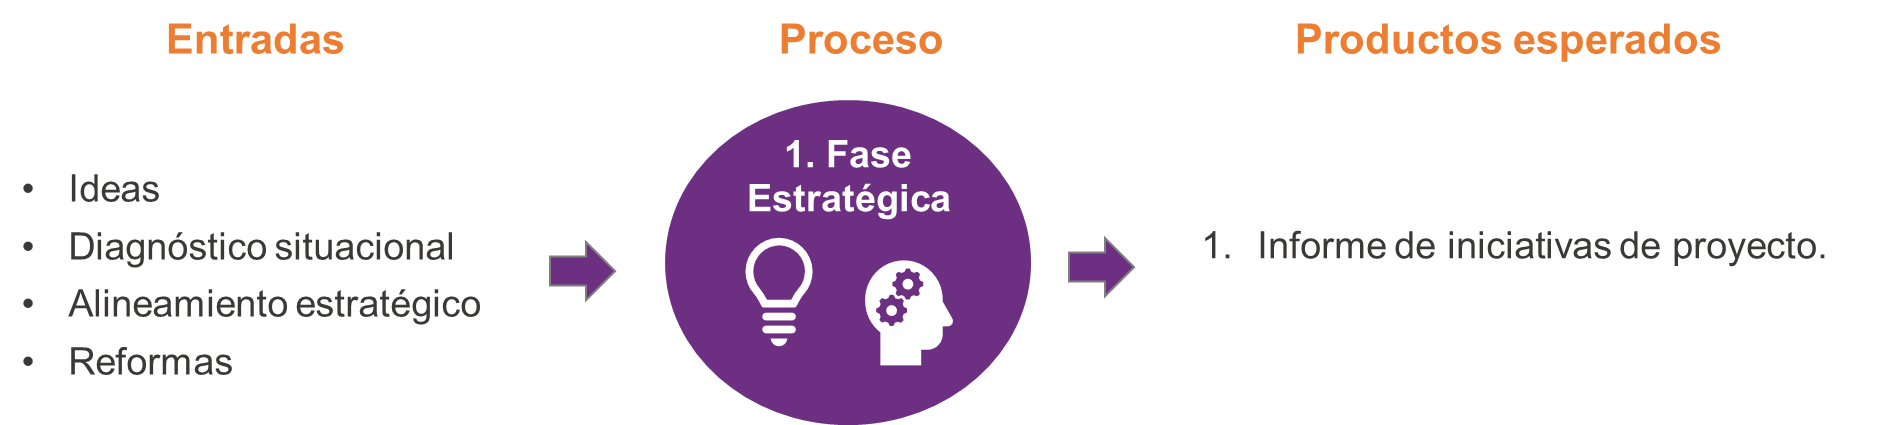 Entradas
Proceso
Productos esperados
• Ideas
• Diagnóstico situacional
• Alineamiento estratégico
• Reformas
1. Fase
Estratégica
1. Informe de iniciativas de proyecto.